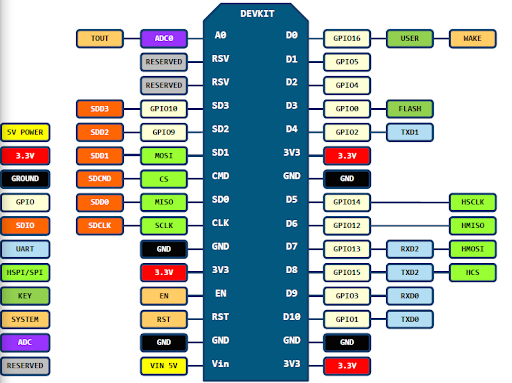 DEVKIT
TOUT ADC0 A0 D0 GPIO16 USER WAKE
RESERVED RSV D1 GPIO5
RESERVED RSV D2 GPIO4
SDD3 GPIO10 SD3 D3 GPIO0 FLASH
5V POWER SDD2 GPIO9 SD2 D4 GPIO2 TXD1
3.3V SDD1 MOSI SD1 3V3 3.3V
GROUND SDCMD CS CMD GND GND
GPIO SDD0 MISO SD0 D5 GPIO14 HSCLK
SDIO SDCLK SCLK CLK D6 GPIO12 HMISO
UART GND GND D7 GPIO13 RXD2 HMOSI
HSPI/SPI 3.3V 3V3 D8 GPIO15 TXD2 HCS
KEY EN EN D9 GPIO3 RXD0
SYSTEM RST RST D10 GPIO1 TXD0
ADC GND GND GND GND
RESERVED VIN 5V Vin 3V3 3.3V